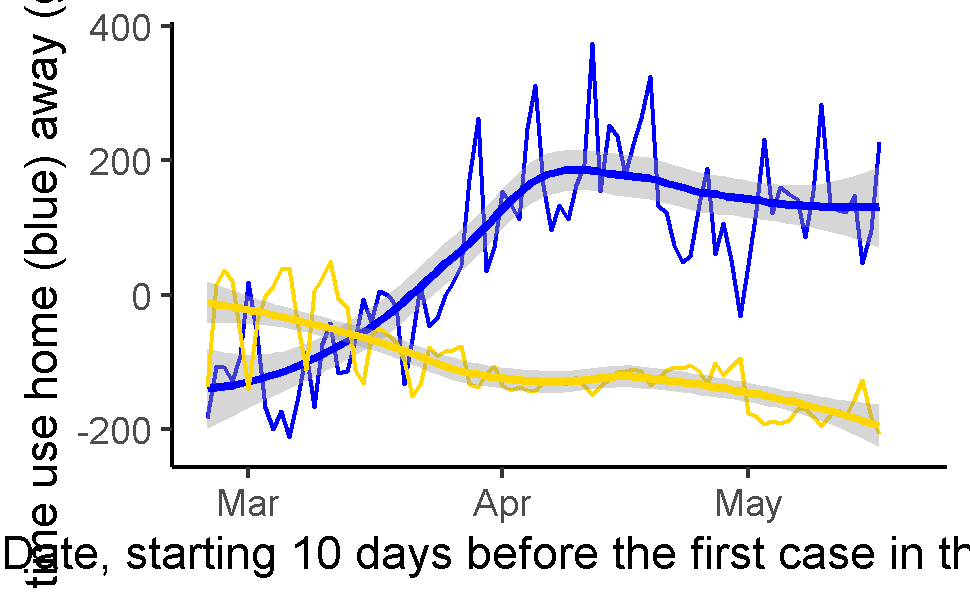 time use home (blue) away (
400
200
0
-200
Mar Apr May
Date, starting 10 days before the first case in th